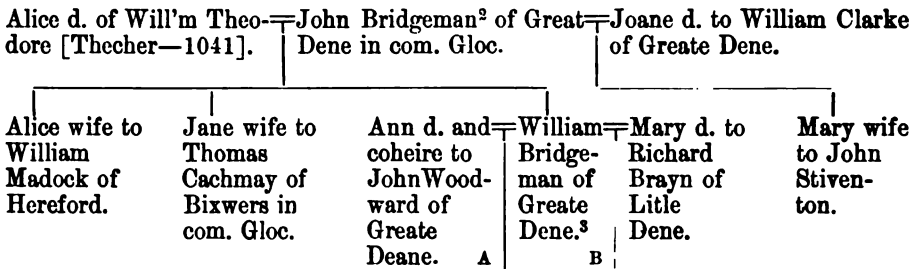 Alice d. of Will'm Theo-
dore [Thecher—1041].
John Bridgeman² of Great
Dene in com. Gloc.
Joane d. to William Clarke
of Greate Dene.
Alice wife to
William
Madock of
Hereford.
Jane wife to
Thomas
Cachmay of
Bixwers in
com. Gloc.
Ann d. and
coheire to
John Wood-
ward of
Greate
Deane.
A
William
Bridge-
man of
Greate
Dene.³
B
Mary d. to
Richard
Brayn of
Litle
Dene.
Mary wife
to John
Stiven-
ton.